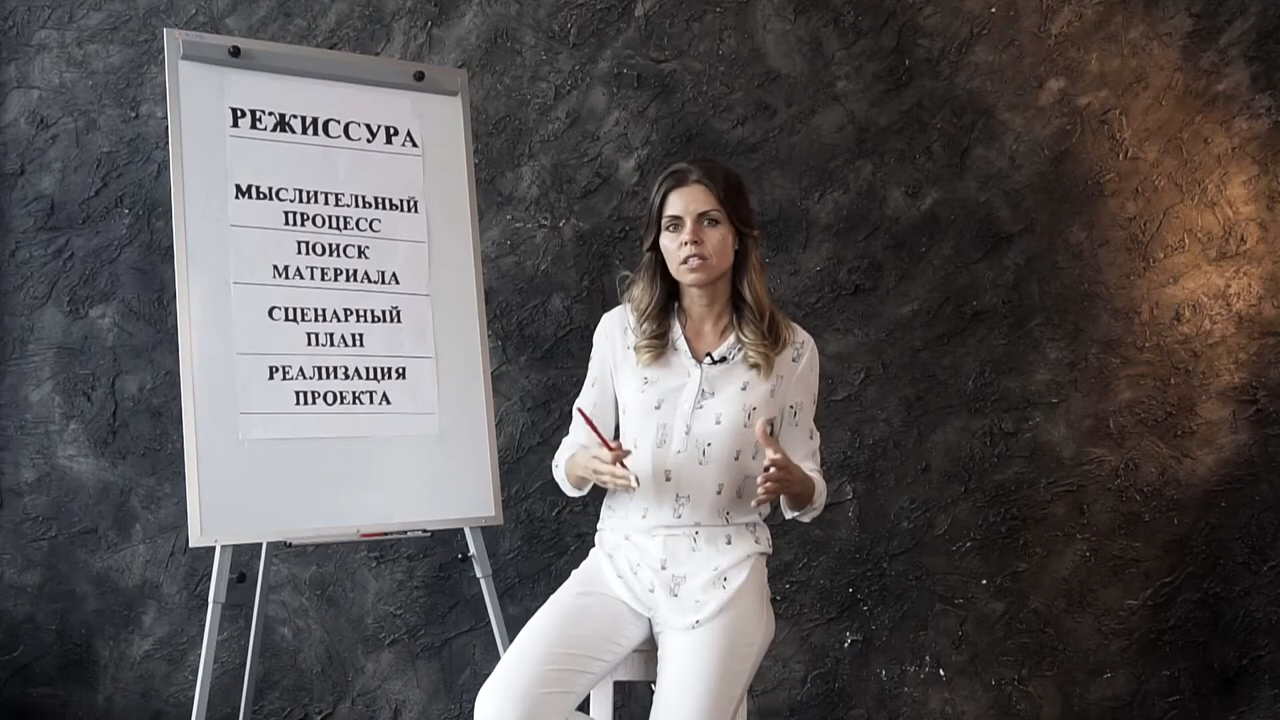 РЕЖИССУРА
МЫСЛИТЕЛЬНЫЙ
ПРОЦЕСС
ПОИСК
МАТЕРИАЛА
СЦЕНАРНЫЙ
ПЛАН
РЕАЛИЗАЦИЯ
ПРОЕКТА